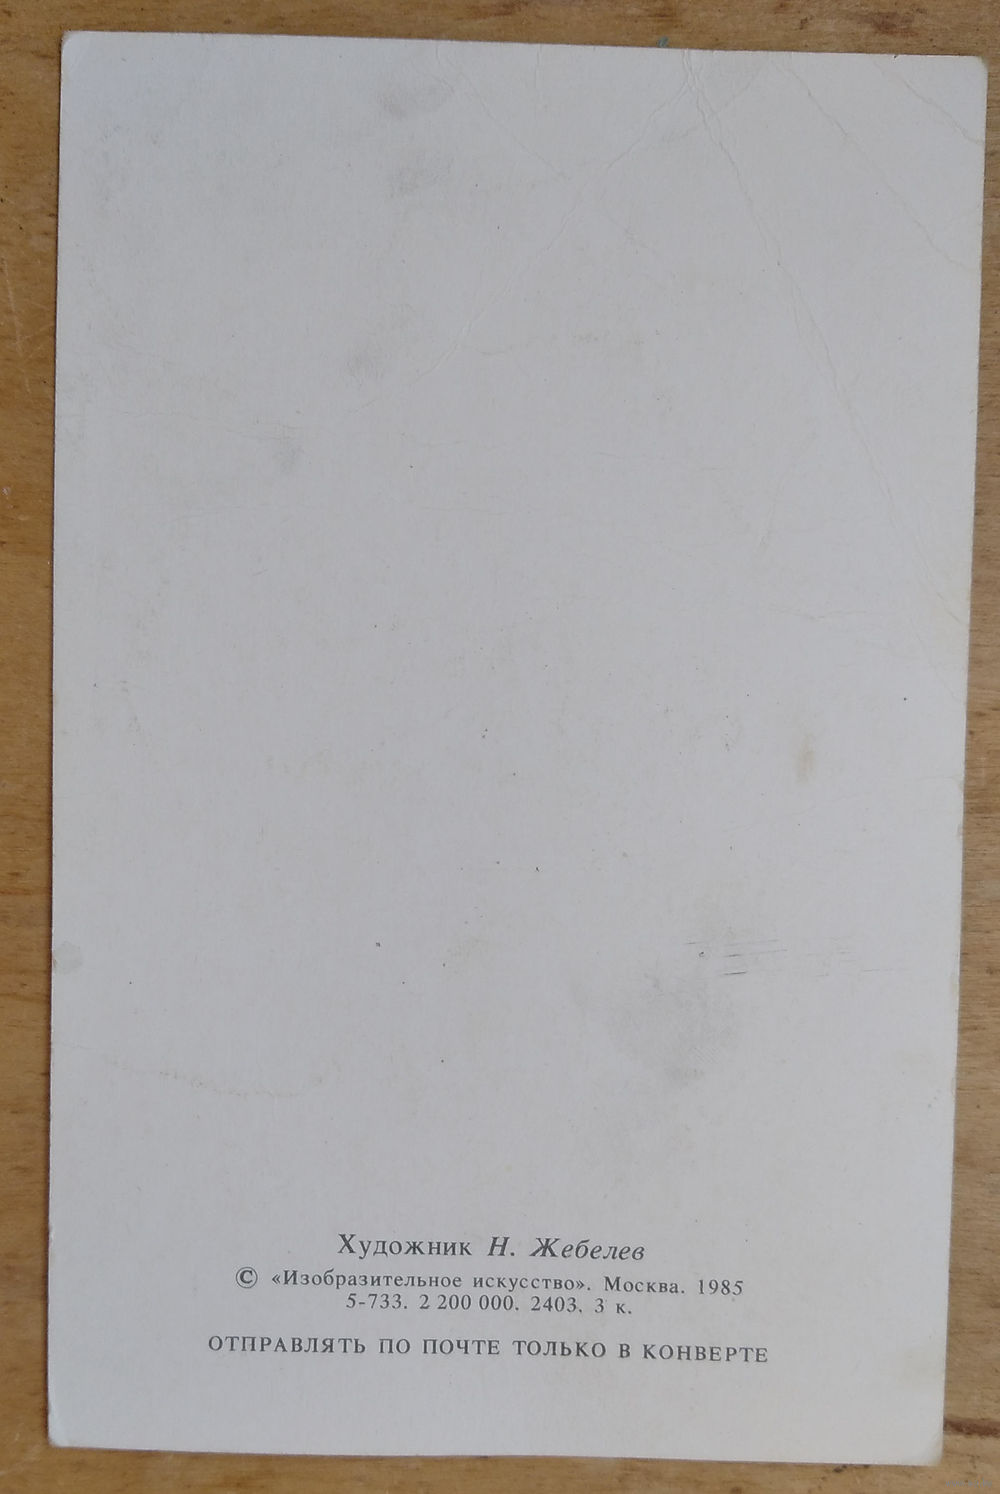 Художник Н. Жебелев
© «Изобразительное искусство». Москва. 1985
5-733. 2 200 000. 2403. 3 к.
ОТПРАВЛЯТЬ ПО ПОЧТЕ ТОЛЬКО В КОНВЕРТЕ